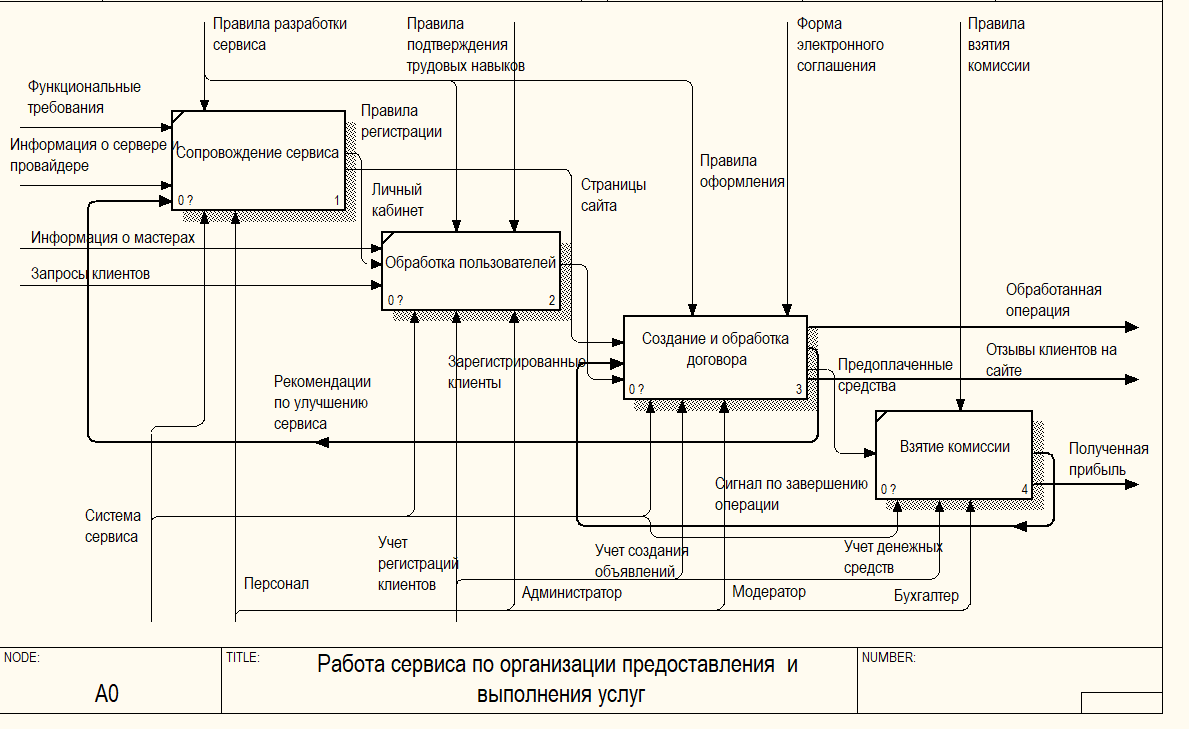 Правила разработки
сервиса
Правила
подтверждения
трудовых навыков
Форма
электронного
соглашения
Правила
взятия
комиссии
Функциональные
требования
Информация о сервере и
провайдере
Сопровождение сервиса
0 ?
1
Правила
регистрации
Личный
кабинет
Страницы
сайта
Правила
оформления
Информация о мастерах
Запросы клиентов
Обработка пользователей
0 ?
2
Зарегистрированные
клиенты
Создание и обработка
договора
0 ?
3
Обработанная
операция
Отзывы клиентов на
сайте
Предоплаченные
средства
Рекомендации
по улучшению
сервиса
Взятие комиссии
0 ?
4
Полученная
прибыль
Сигнал по завершению
операции
Система
сервиса
Персонал
Учет
регистраций
клиентов
Учет создания
объявлений
Учет денежных
средств
Администратор
Модератор
Бухгалтер
NODE:
A0
TITLE:
Работа сервиса по организации предоставления и
выполнения услуг
NUMBER: